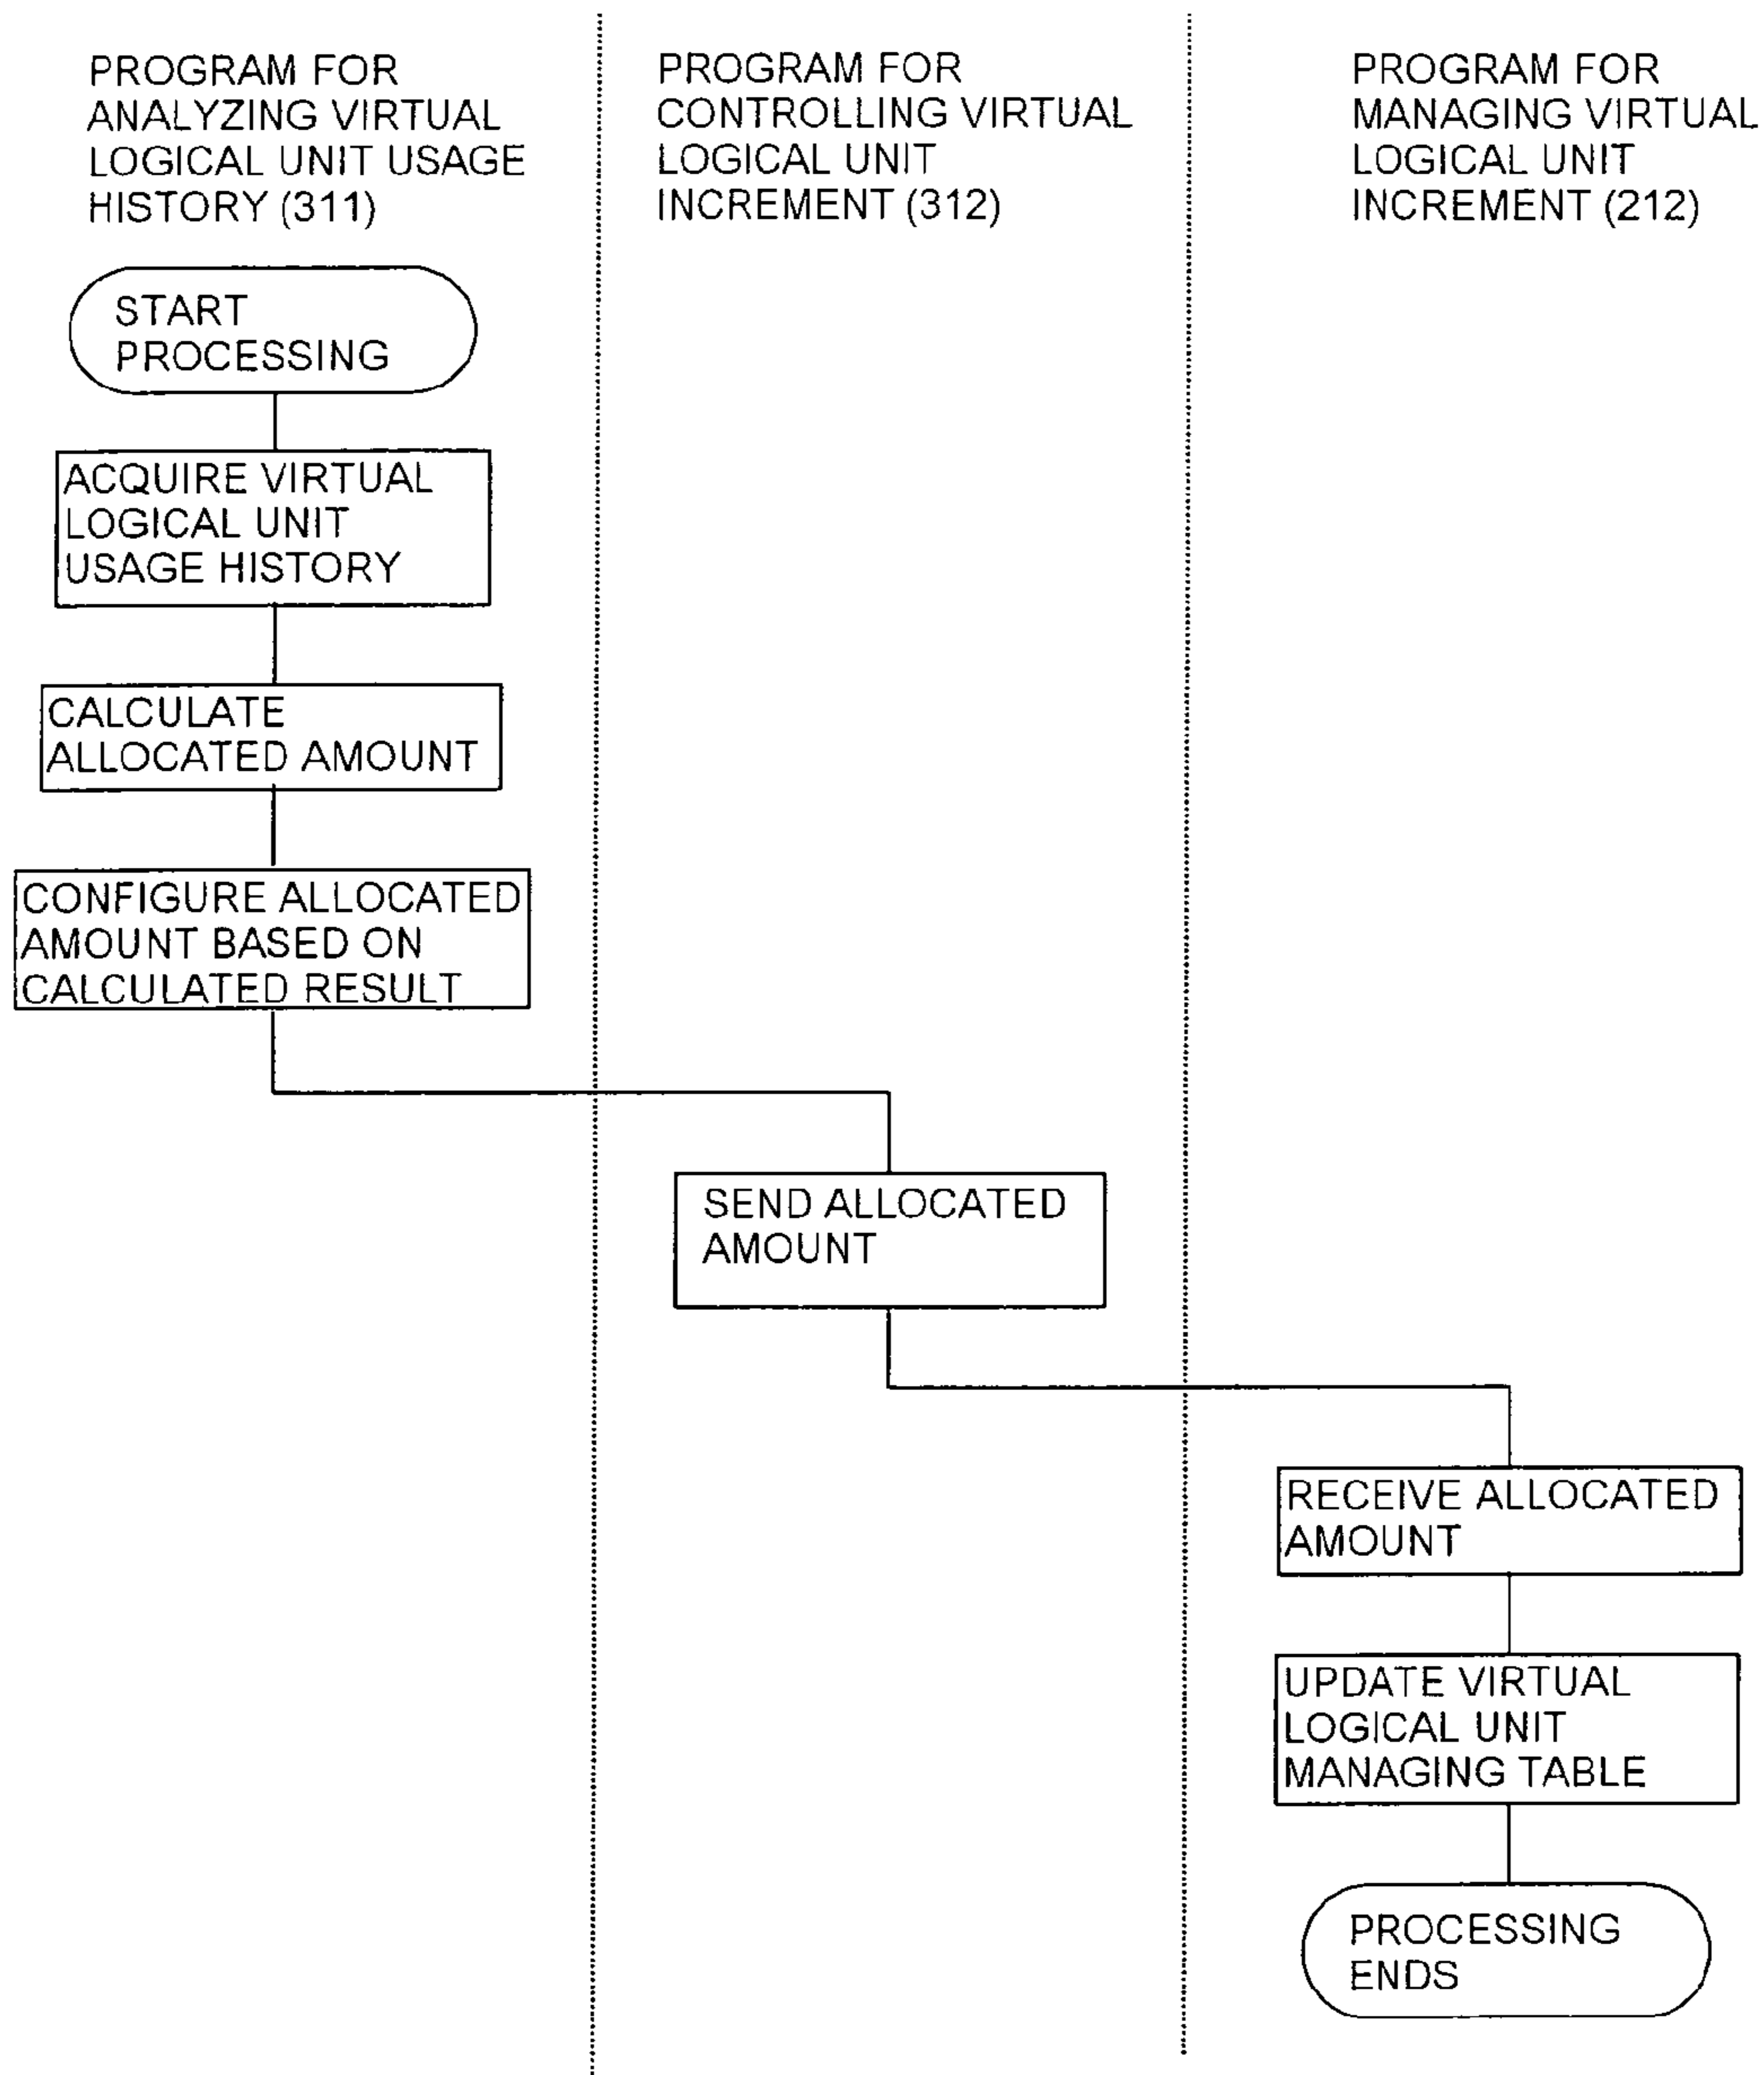 PROGRAM FOR
ANALYZING VIRTUAL
LOGICAL UNIT USAGE
HISTORY (311)
PROGRAM FOR
CONTROLLING VIRTUAL
LOGICAL UNIT
INCREMENT (312)
PROGRAM FOR
MANAGING VIRTUAL
LOGICAL UNIT
INCREMENT (212)
START
PROCESSING
ACQUIRE VIRTUAL
LOGICAL UNIT
USAGE HISTORY
CALCULATE
ALLOCATED AMOUNT
CONFIGURE ALLOCATED
AMOUNT BASED ON
CALCULATED RESULT
SEND ALLOCATED
AMOUNT
RECEIVE ALLOCATED
AMOUNT
UPDATE VIRTUAL
LOGICAL UNIT
MANAGING TABLE
PROCESSING
ENDS